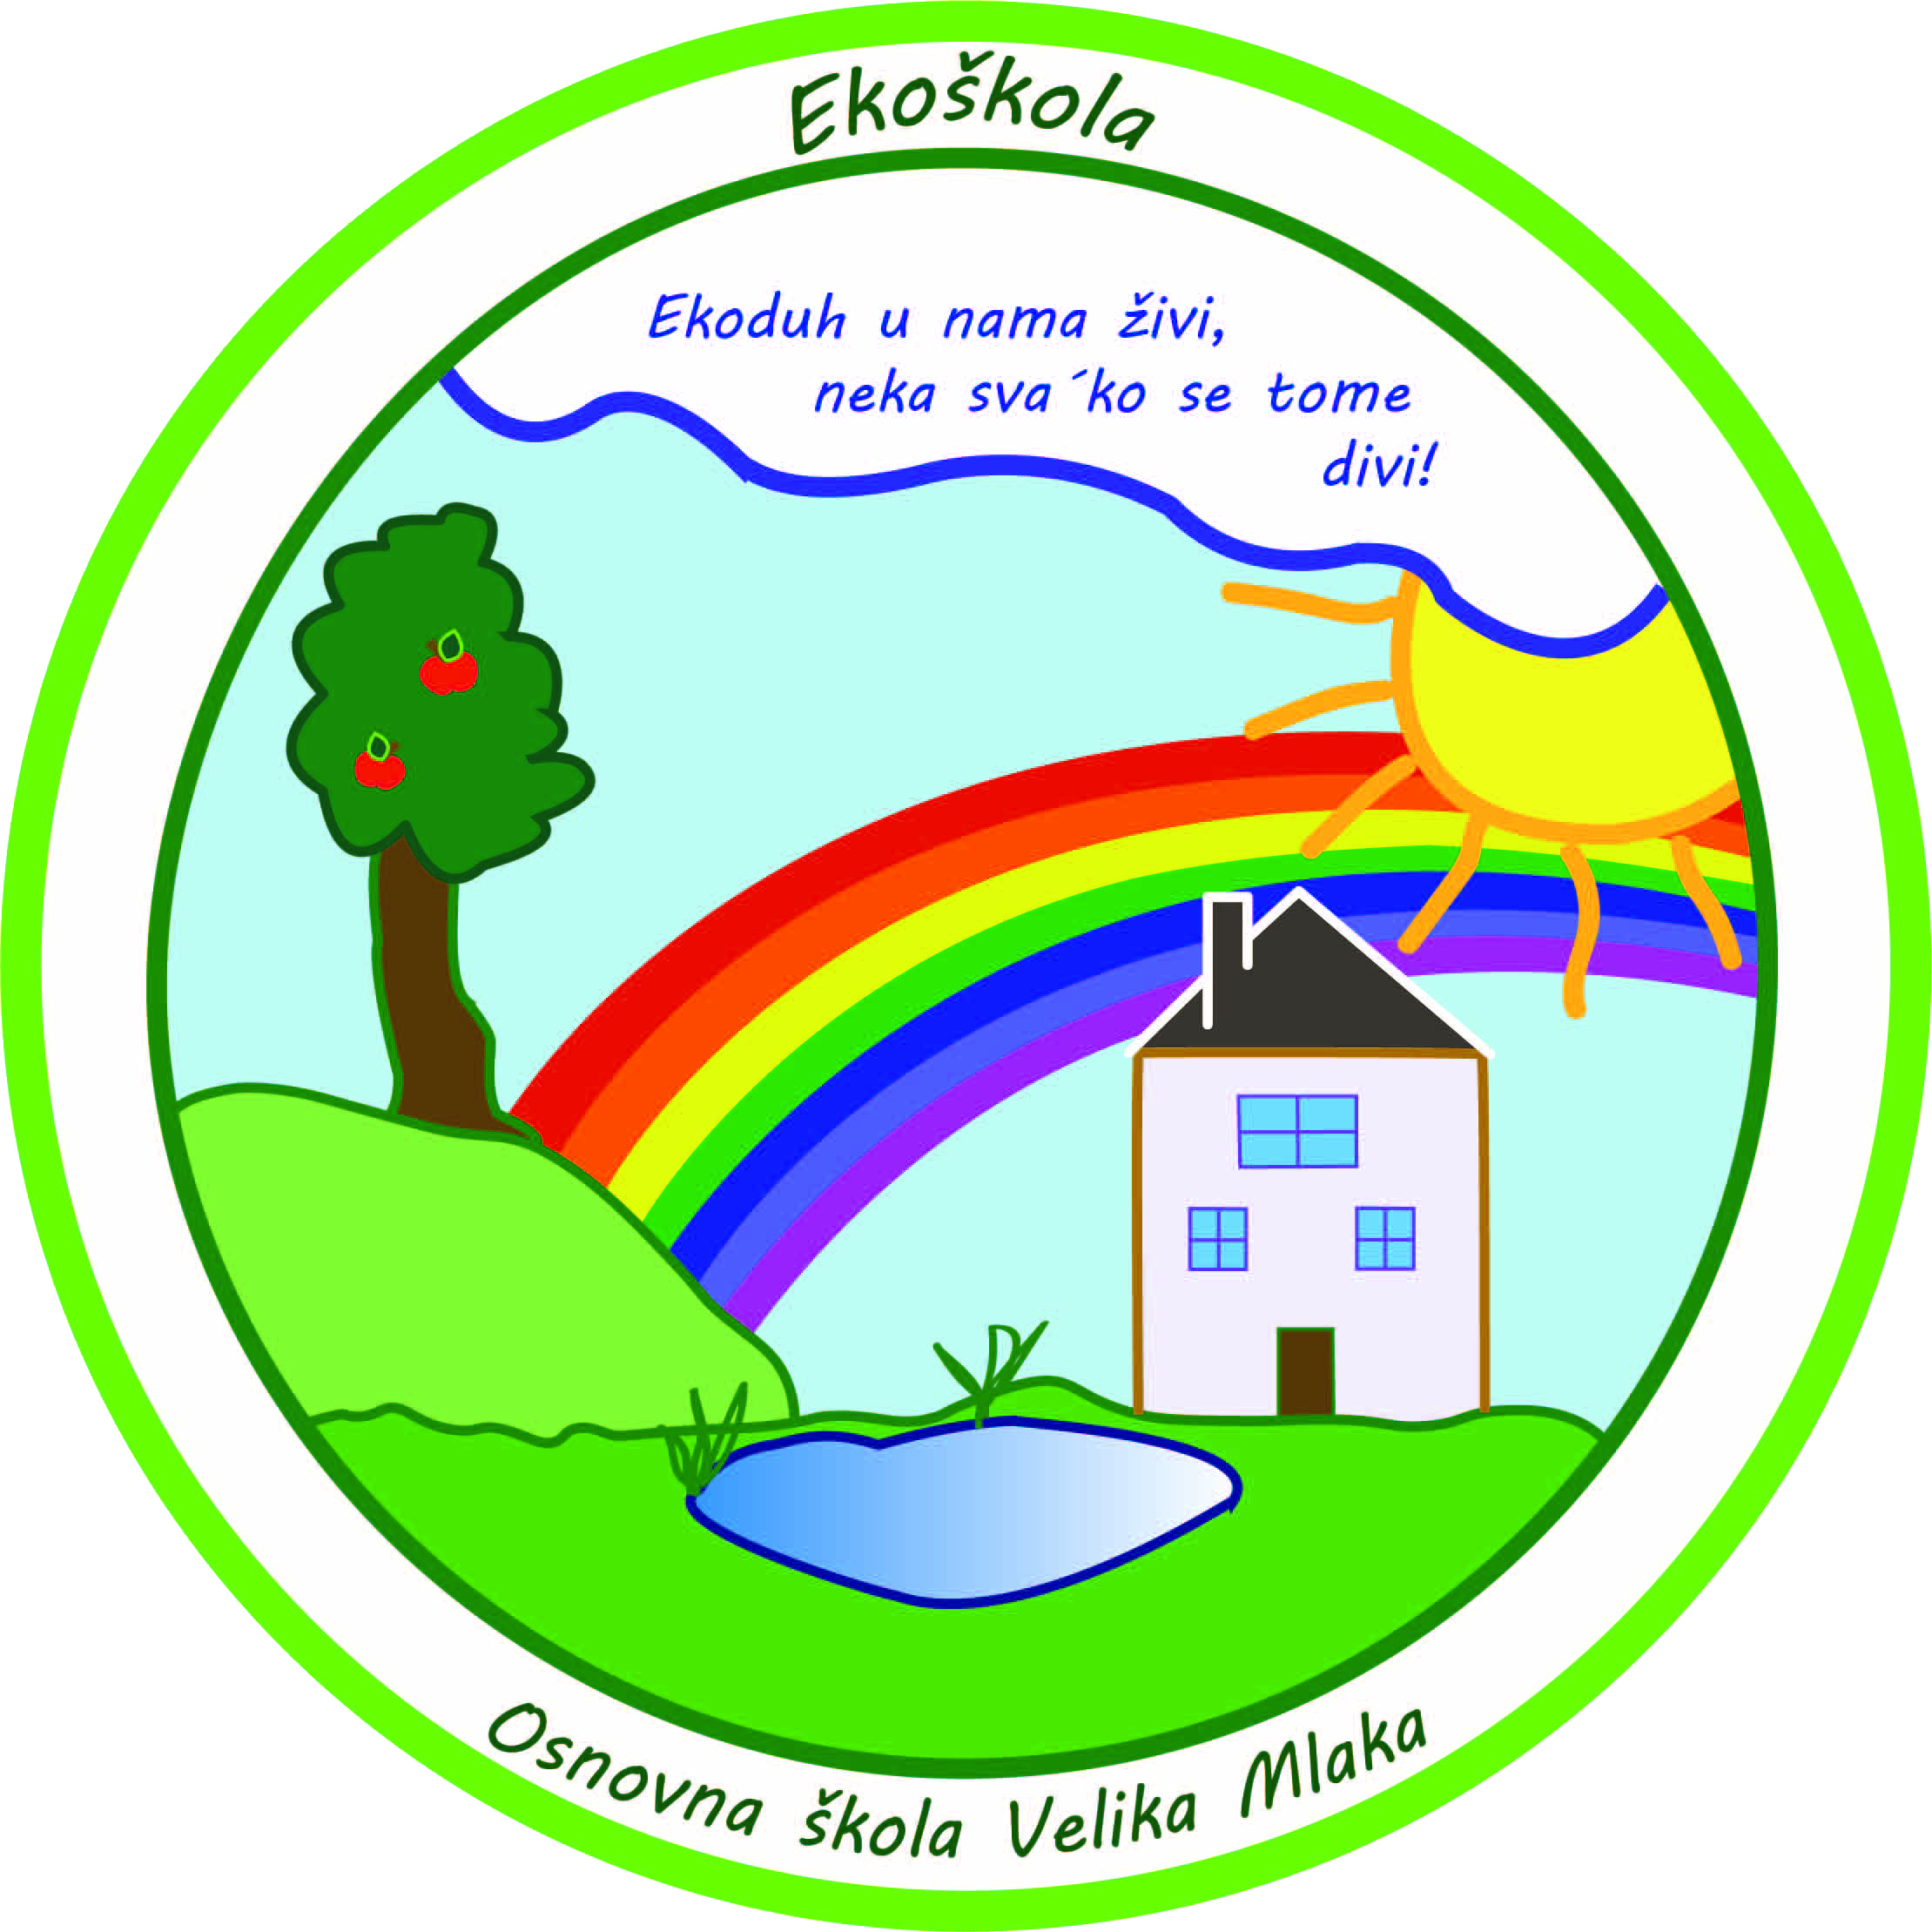 Ekoškola
Ekoduh u nama živi,
neka sva´ko se tome
divi!
Osnovna škola Velika Mlaka